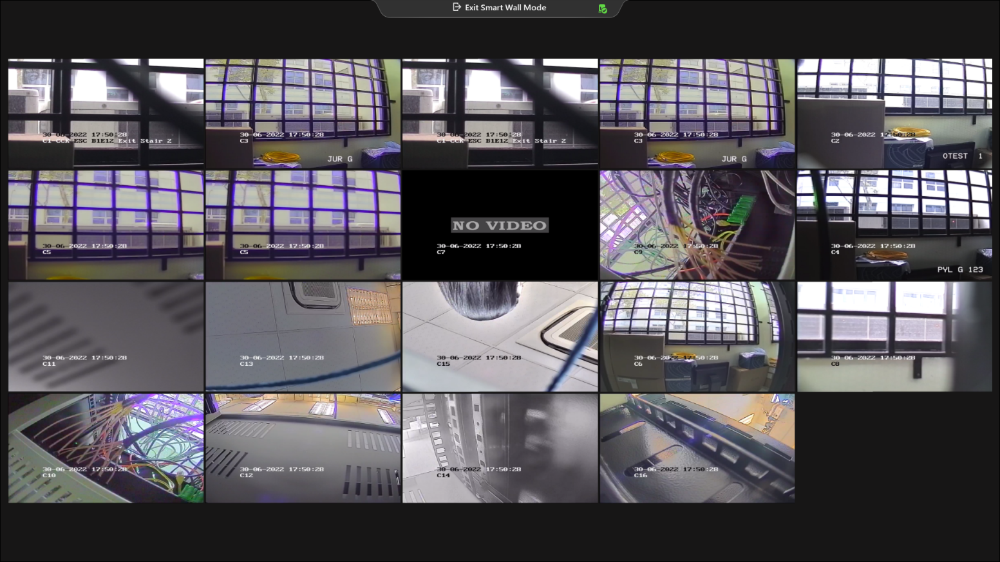 Exit Smart Wall Mode
30-06-2022 17:50:28
C1 CCK ESC B1E12 Exit Stair 2
30-06-2022 17:50:28
C3
JUR G
30-06-2022 17:50:28
C1 CCK ESC B1E12 Exit Stair 2
30-06-2022 17:50:28
C3
JUR G
30-06-2022 17:50:28
C2
OTEST 1
30-06-2022 17:50:28
C5
30-06-2022 17:50:28
C5
NO VIDEO
30-06-2022 17:50:28
C7
30-06-2022 17:50:28
C9
30-06-2022 17:50:28
C4
PYL G 123
30-06-2022 17:50:28
C11
30-06-2022 17:50:28
C13
30-06-2022 17:50:28
C15
30-06-2022 17:50:28
C6
30-06-2022 17:50:28
C8
30-06-2022 17:50:28
C10
30-06-2022 17:50:28
C12
30-06-2022 17:50:28
C14
30-06-2022 17:50:28
C16